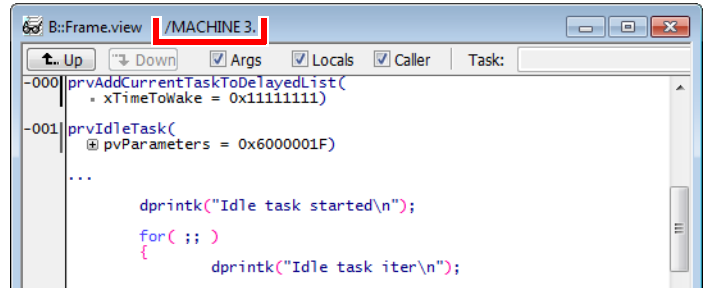 B::Frame.view /MACHINE 3.
Up Down Args Locals Caller Task:
-000 prvAddCurrentTaskToDelayedList(
xTimeToWake = 0x11111111)
-001 prvIdleTask(
pvParameters = 0x6000001F)
...
dprintk("Idle task started\n");
for( ;; )
{
dprintk("Idle task iter\n");